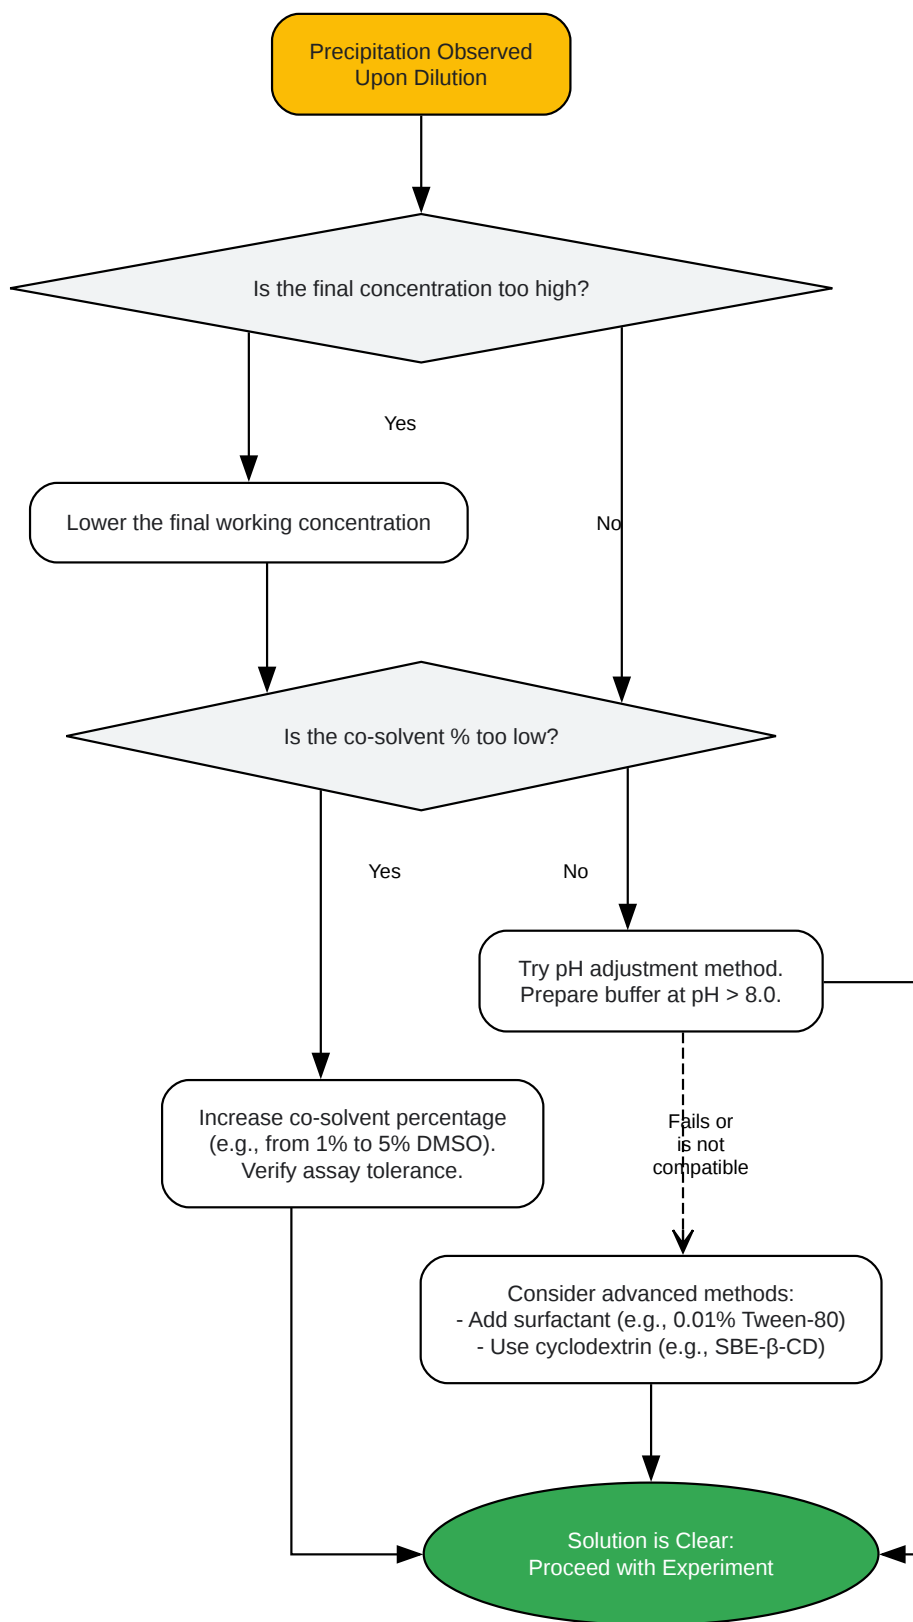 Precipitation Observed
Upon Dilution
Is the final concentration too high?
Yes
Lower the final working concentration
No
Is the co-solvent % too low?
Yes
No
Try pH adjustment method.
Prepare buffer at pH > 8.0.
Increase co-solvent percentage
(e.g., from 1% to 5% DMSO).
Verify assay tolerance.
Fails or
is not
compatible
Consider advanced methods:
- Add surfactant (e.g., 0.01% Tween-80)
- Use cyclodextrin (e.g., SBE-β-CD)
Solution is Clear:
Proceed with Experiment